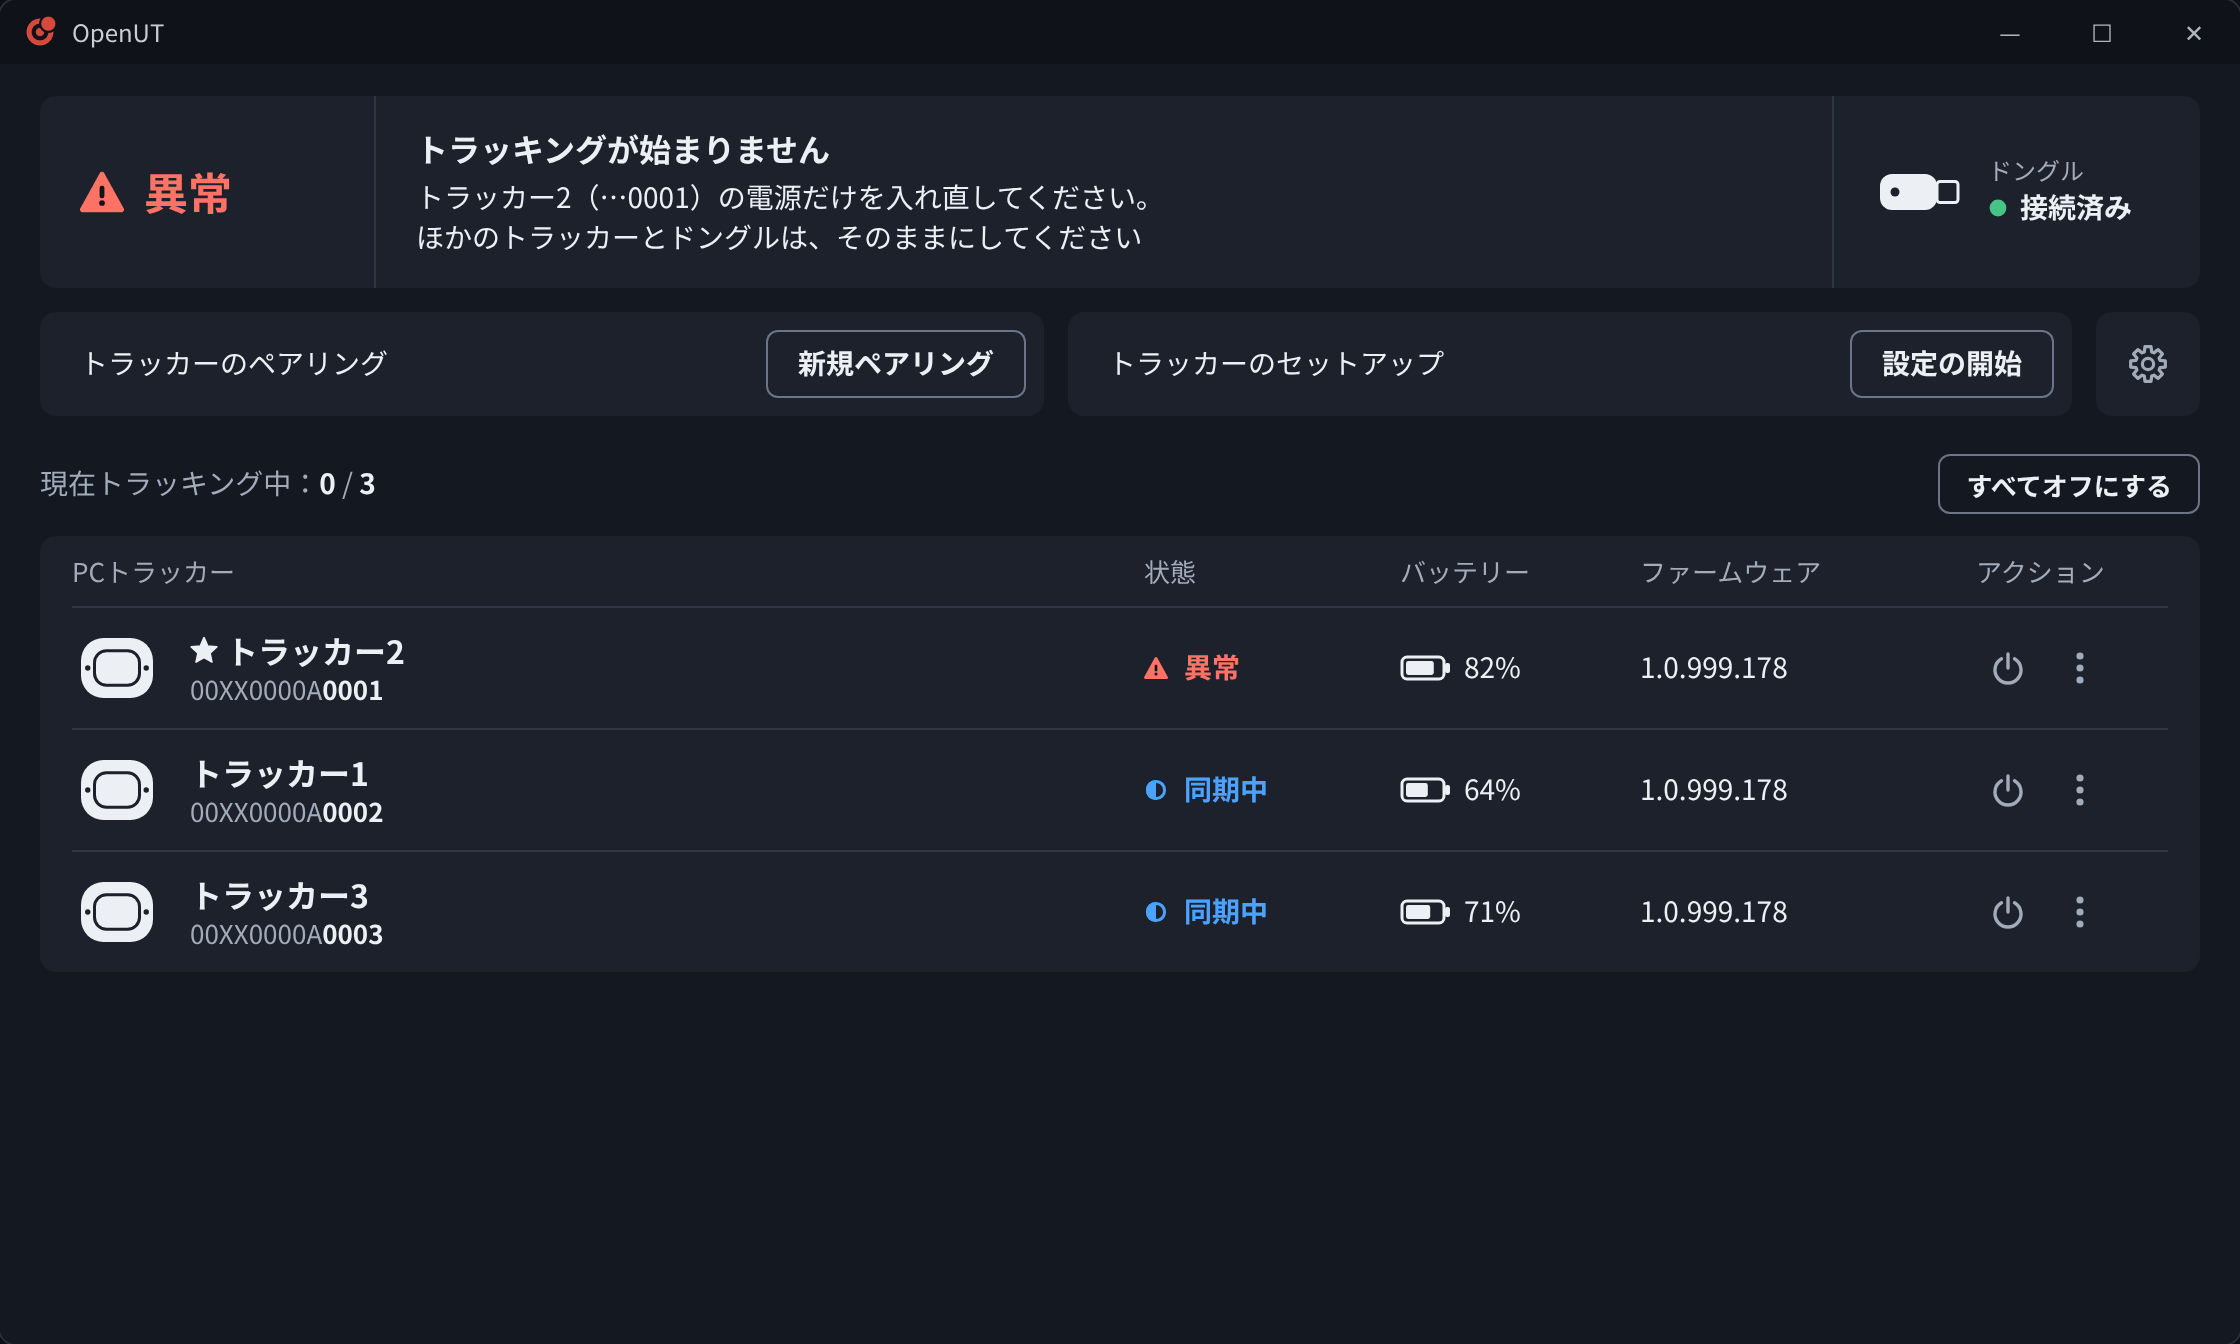 OpenUT
異常
トラッキングが始まりません
トラッカー2（…0001）の電源だけを入れ直してください。
ほかのトラッカーとドングルは、そのままにしてください
ドングル
接続済み
トラッカーのペアリング
新規ペアリング
トラッカーのセットアップ
設定の開始
現在トラッキング中：0 / 3
すべてオフにする
PCトラッカー 状態 バッテリー ファームウェア アクション
★ トラッカー2
00XX0000A0001
異常 82% 1.0.999.178
トラッカー1
00XX0000A0002
同期中 64% 1.0.999.178
トラッカー3
00XX0000A0003
同期中 71% 1.0.999.178